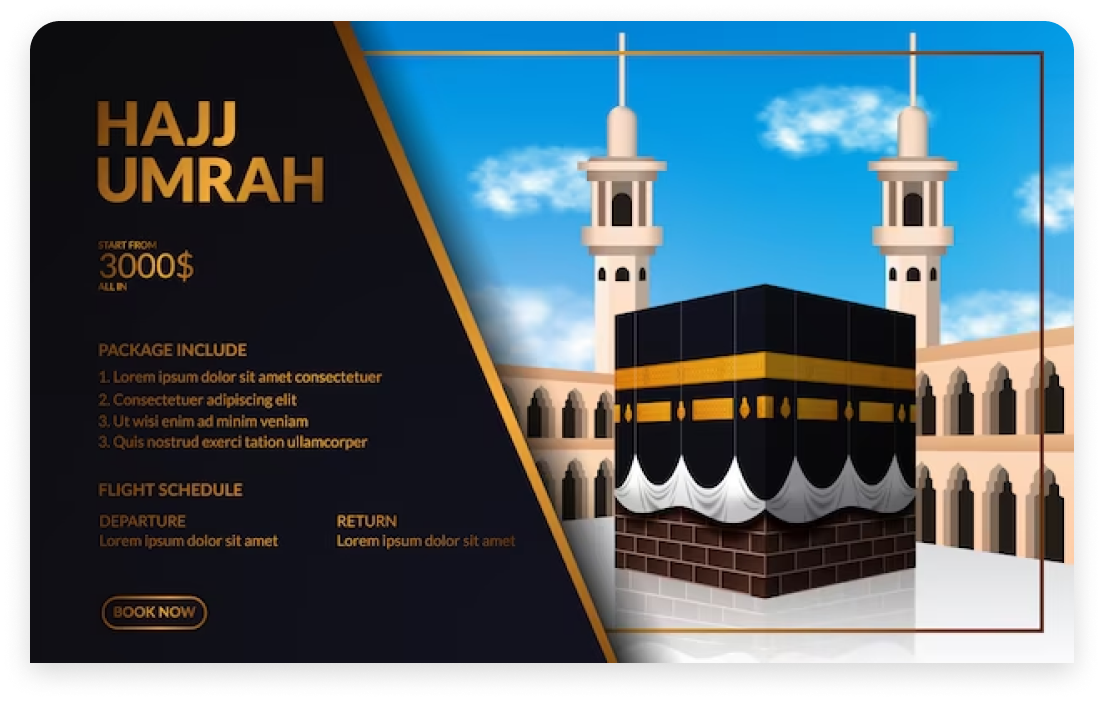 HAJJ
UMRAH
START FROM
3000$
ALL IN
PACKAGE INCLUDE
1. Lorem ipsum dolor sit amet consectetuer
2. Consectetuer adipiscing elit
3. Ut wisi enim ad minim veniam
3. Quis nostrud exerci tation ullamcorper
FLIGHT SCHEDULE
DEPARTURE
Lorem ipsum dolor sit amet
RETURN
Lorem ipsum dolor sit amet
BOOK NOW